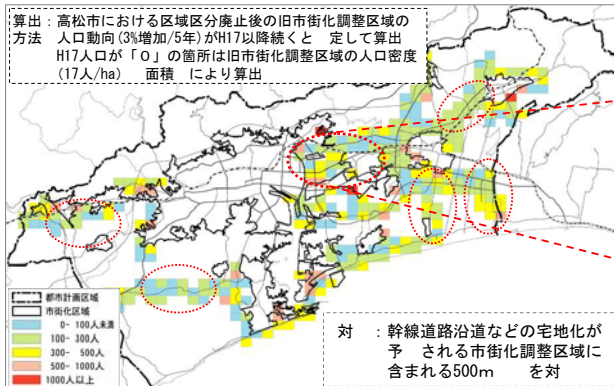 算出 : 高松市における区域区分廃止後の旧市街化調整区域の
方法 人口動向(3%増加/5年)がH17以降続くと 定して算出
H17人口が「０」の箇所は旧市街化調整区域の人口密度
(17人/ha) 面積 により算出
都市計画区域
市街化区域
0- 100人未満
100- 300人
300- 500人
500- 1000人
1000人以上
対 : 幹線道路沿道などの宅地化が
予 される市街化調整区域に
含まれる500m を対